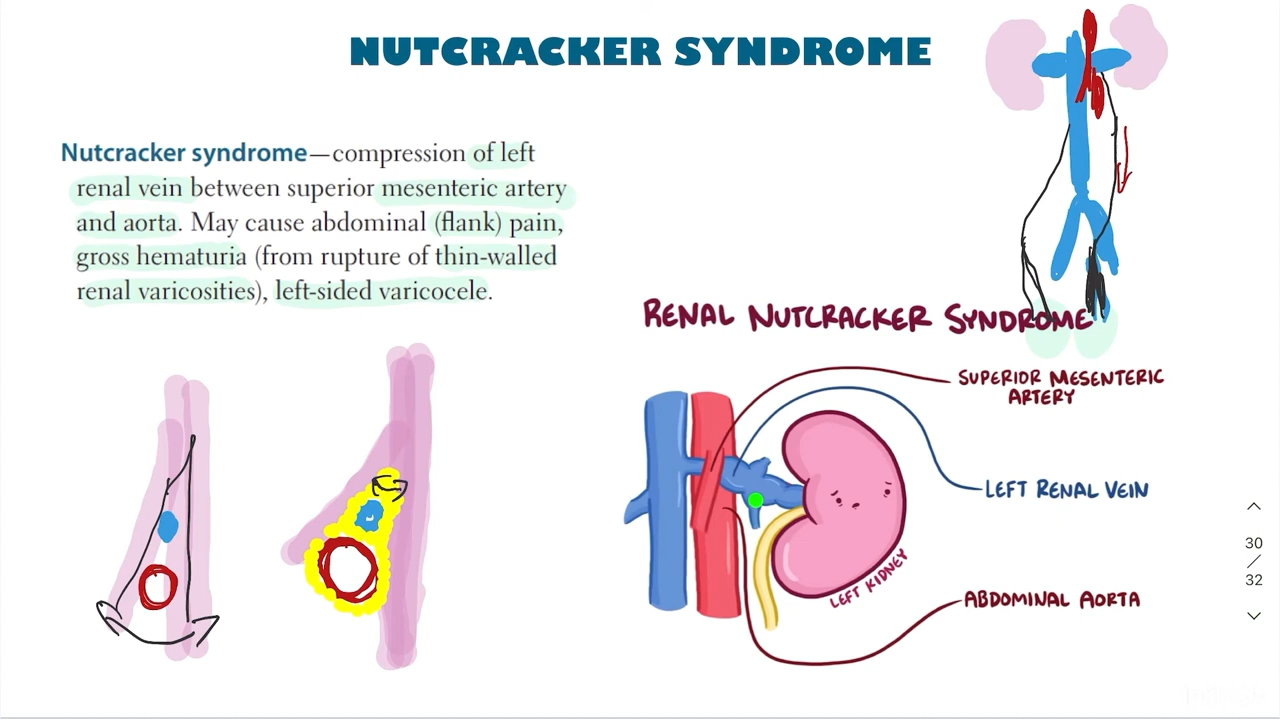 NUTCRACKER SYNDROME
Nutcracker syndrome—compression of left
renal vein between superior mesenteric artery
and aorta. May cause abdominal (flank) pain,
gross hematuria (from rupture of thin-walled
renal varicosities), left-sided varicocele.
RENAL NUTCRACKER SYNDROME
SUPERIOR MESENTERIC
ARTERY
LEFT RENAL VEIN
LEFT KIDNEY
ABDOMINAL AORTA
30
/
32